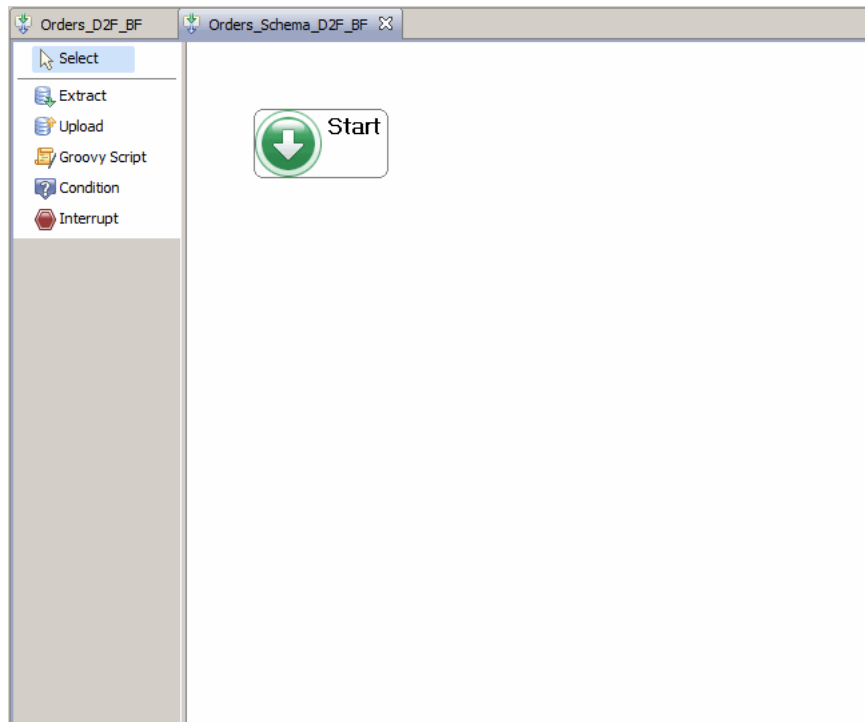 Orders_D2F_BF
Orders_Schema_D2F_BF
Select
Extract
Upload
Groovy Script
Condition
Interrupt
Start